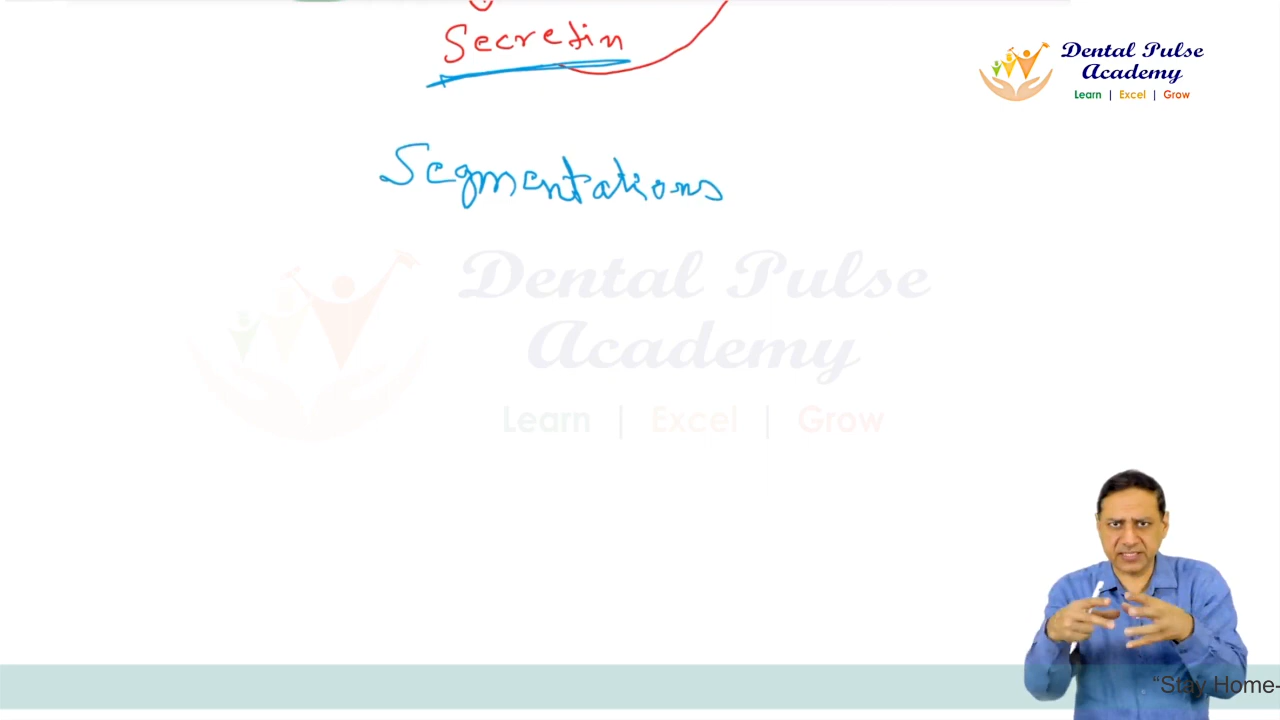 Secretin
Dental Pulse
Academy
Learn | Excel | Grow
Segmentations
Dental Pulse
Academy
Learn | Excel | Grow
"Stay Home-